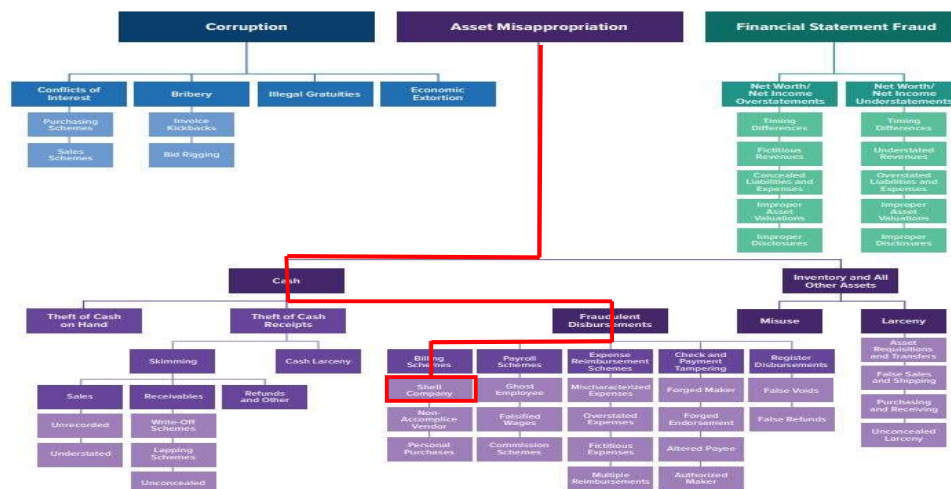 Corruption
Asset Misappropriation
Financial Statement Fraud
Conflicts of
Interest
Bribery
Illegal Gratuities
Economic
Extortion
Net Worth/
Net Income
Overstatements
Net Worth/
Net Income
Understatements
Purchasing
Schemes
Sales
Schemes
Invoice
Kickbacks
Bid Rigging
Timing
Differences
Fictitious
Revenues
Concealed
Liabilities and
Expenses
Improper
Asset
Valuations
Improper
Disclosures
Timing
Differences
Understated
Revenues
Overstated
Liabilities and
Expenses
Improper
Asset
Valuations
Improper
Disclosures
Cash
Inventory and All
Other Assets
Theft of Cash
on Hand
Theft of Cash
Receipts
Fraudulent
Disbursements
Misuse
Larceny
Skimming
Cash Larceny
Sales
Receivables
Refunds
and Other
Unrecorded
Understated
Write-Off
Schemes
Lapping
Schemes
Unconcealed
Billing
Schemes
Shell
Company
Non-
Accomplice
Vendor
Personal
Purchases
Payroll
Schemes
Ghost
Employee
Falsified
Wages
Commission
Schemes
Expense
Reimbursement
Schemes
Mischaracterized
Expenses
Overstated
Expenses
Fictitious
Expenses
Multiple
Reimbursements
Check and
Payment
Tampering
Forged Maker
Forged
Endorsement
Altered Payee
Authorized
Maker
Register
Disbursements
False Voids
False Refunds
Asset
Requisitions
and Transfers
False Sales
and Shipping
Purchasing
and Receiving
Unconcealed
Larceny